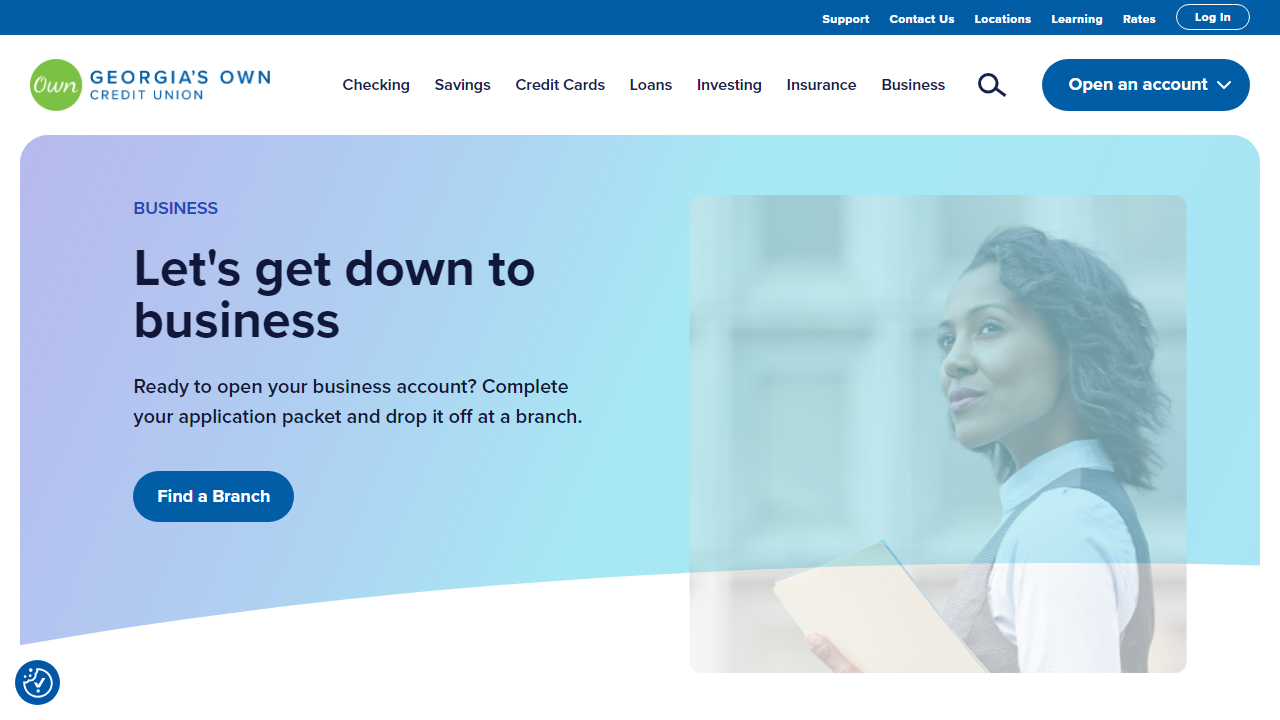 Support Contact Us Locations Learning Rates Log In
Own GEORGIA'S OWN
CREDIT UNION
Checking Savings Credit Cards Loans Investing Insurance Business Open an account
BUSINESS
Let's get down to
business
Ready to open your business account? Complete
your application packet and drop it off at a branch.
Find a Branch